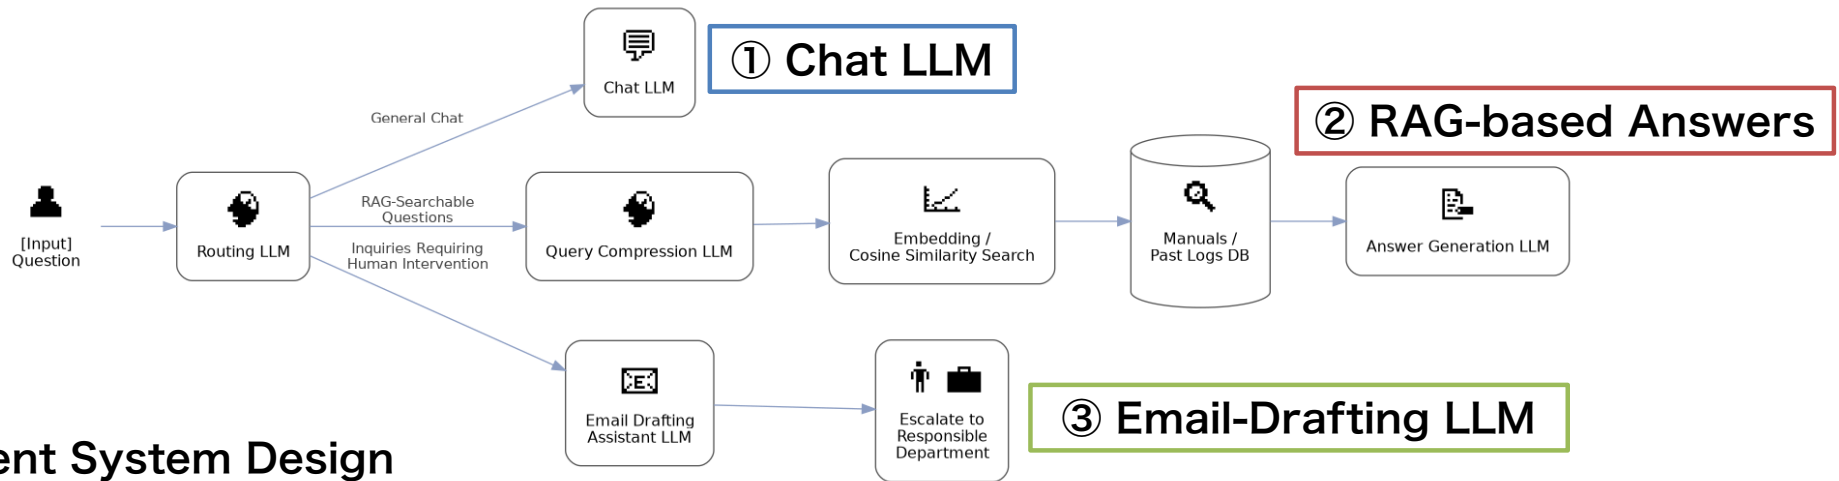 Chat LLM
① Chat LLM
General Chat
② RAG-based Answers
[Input]
Question
Routing LLM
RAG-Searchable
Questions
Inquiries Requiring
Human Intervention
Query Compression LLM
Embedding /
Cosine Similarity Search
Manuals /
Past Logs DB
Answer Generation LLM
Email Drafting
Assistant LLM
Escalate to
Responsible
Department
③ Email-Drafting LLM
ent System Design